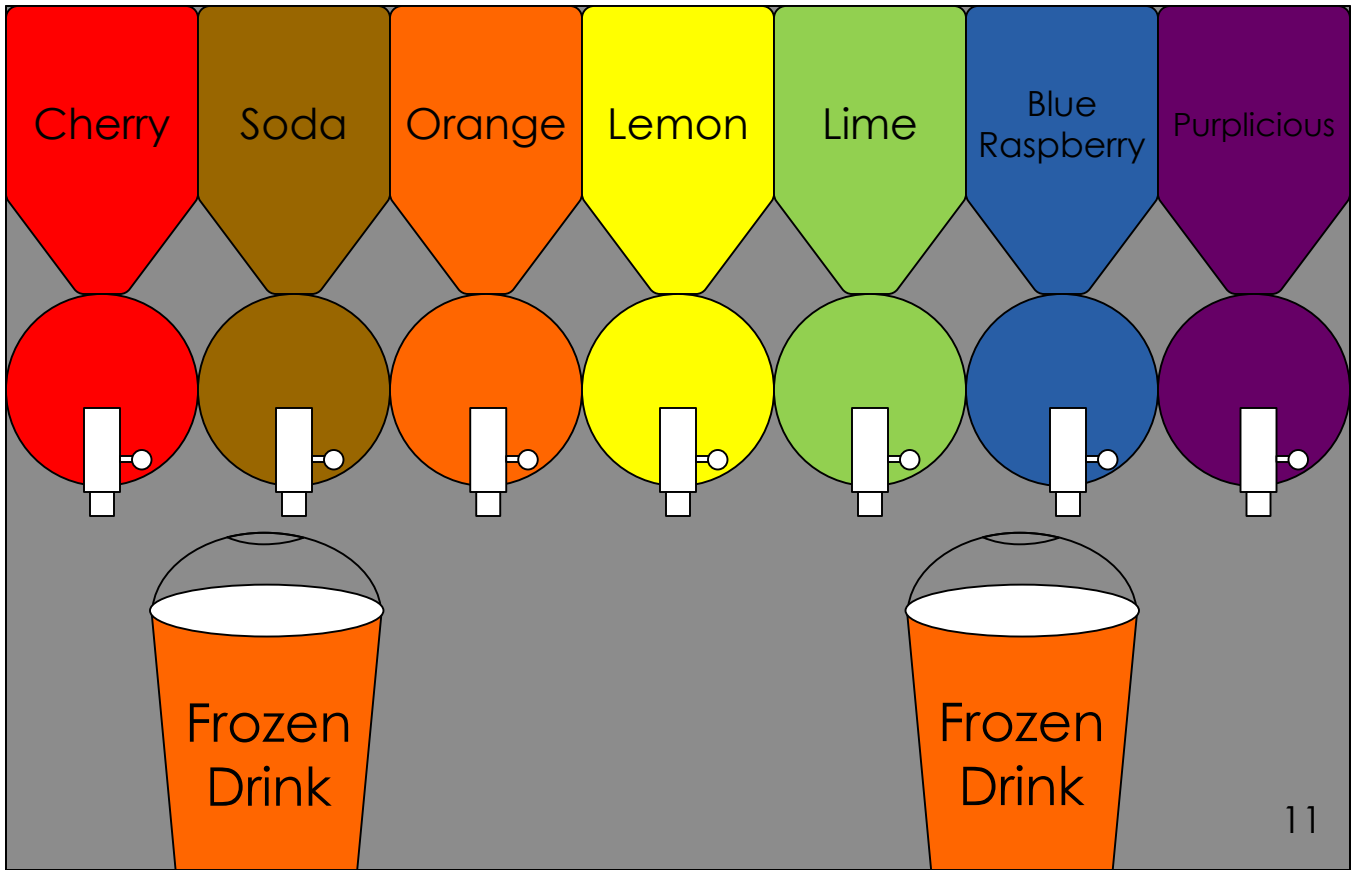 Cherry
Soda
Orange
Lemon
Lime
Blue
Raspberry
Purplicious
Frozen
Drink
Frozen
Drink
11